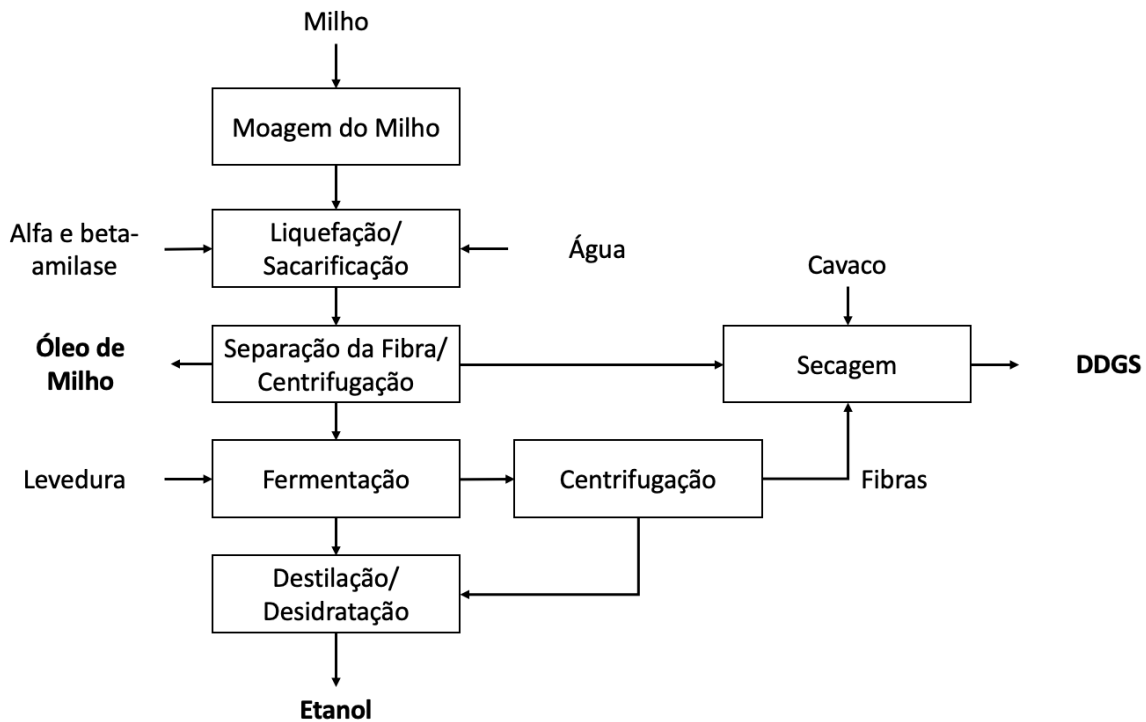 Milho
Moagem do Milho
Alfa e beta-
amilase
Liquefação/
Sacarificação
Água
Cavaco
Óleo de
Milho
Separação da Fibra/
Centrifugação
Secagem
DDGS
Levedura
Fermentação
Centrifugação
Fibras
Destilação/
Desidratação
Etanol